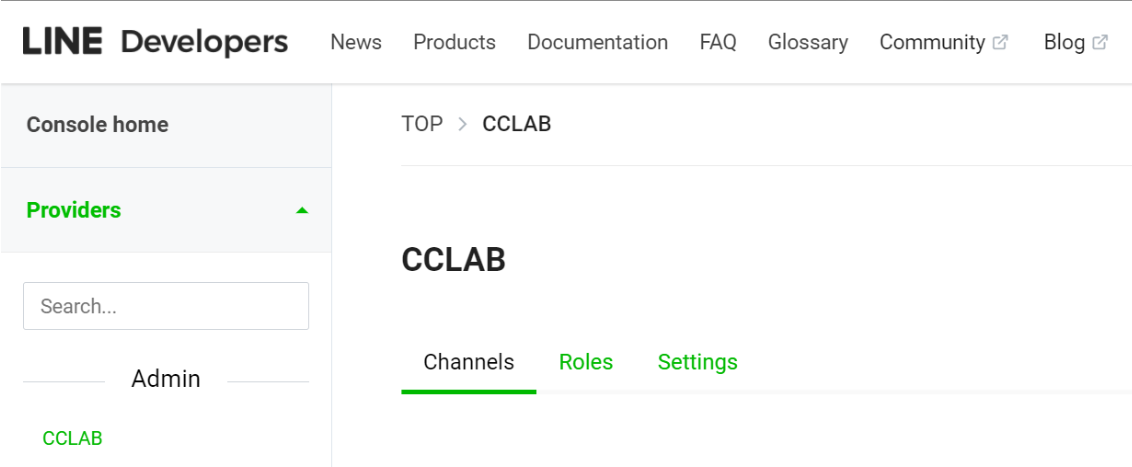 LINE Developers News Products Documentation FAQ Glossary Community Blog
Console home
TOP > CCLAB
Providers
CCLAB
Search...
Channels Roles Settings
Admin
CCLAB